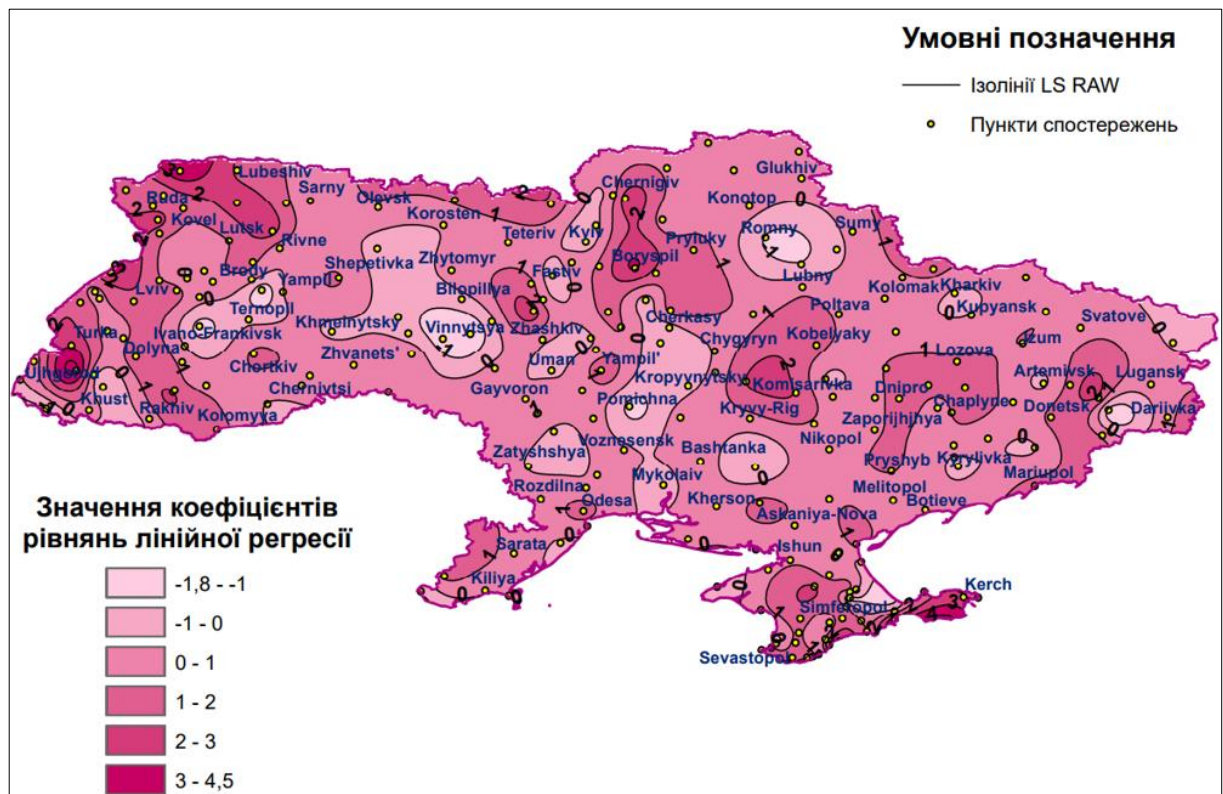 Умовні позначення
Ізолінії LS RAW
Пункти спостережень
Lubeshiv
Glukhiv
Sarny
Chernigiv
Ruda
Olevsk
Konotop
Kovel
Korosten
Lutsk
Teteriv
Kyiv
Romny
Sumy
Rivne
Pryluky
Shepetivka
Zhytomyr
Boryspil
Brody
Yampil
Fastiv
Lubny
Lviv
Bilopillya
Kolomak
Kharkiv
Ternopil
Poltava
Kupyansk
Khmelnytsky
Vinnytsya
Zhashkiv
Cherkasy
Turka
Ivano-Frankivsk
Kobelyaky
Svatove
Dolyna
Zhvanets'
Chygyryn
Izum
Chortkiv
Uman
Yampil'
Lozova
Ujhgorod
Gayvoron
Kropyynytsky
Komisarivka
Artemivsk
Lugansk
Khust
Chernivtsi
Dnipro
Rakhiv
Kolomyya
Pomichna
Chaplyne
Kryvy-Rig
Donetsk
Dariivka
Zaporijhjhya
Voznesensk
Nikopol
Zatyshshya
Bashtanka
Pryshyb
Kyrylivka
Mykolaiv
Mariupol
Rozdilna
Melitopol
Odesa
Kherson
Botieve
Askaniya-Nova
Sarata
Ishun
Kiliya
Kerch
Simferopol
Sevastopol
Значення коефіцієнтів
рівнянь лінійної регресії
-1,8 - -1
-1 - 0
0 - 1
1 - 2
2 - 3
3 - 4,5